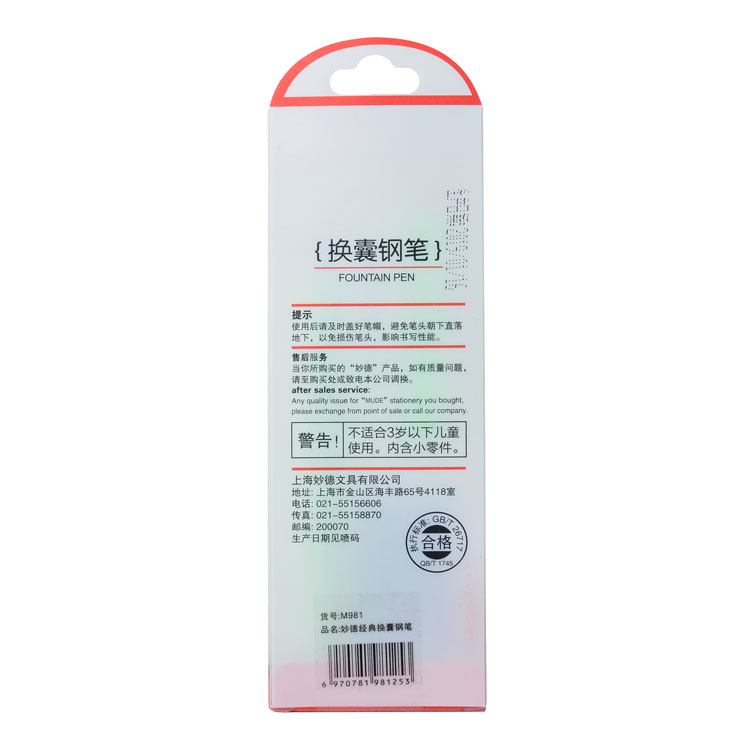 {换囊钢笔}
FOUNTAIN PEN
提示
使用后请及时盖好笔帽，避免笔头朝下直落
地下，以免损伤笔头，影响书写性能。
售后服务
当你所购买的“妙德”产品，如有质量问题，
请至购买处或致电本公司调换。
after sales service:
Any quality issue for "MUDE" stationery you bought,
please exchange from point of sale or call our company.
警告！
不适合3岁以下儿童
使用。内含小零件。
上海妙德文具有限公司
地址: 上海市金山区海丰路65号4118室
电话: 021-55156606
传真: 021-55158870
邮编: 200070
生产日期见喷码
执行标准: GB/T 26717
合格
QB/T 1745
货号:M981
品名:妙德经典换囊钢笔
6 970781 981253